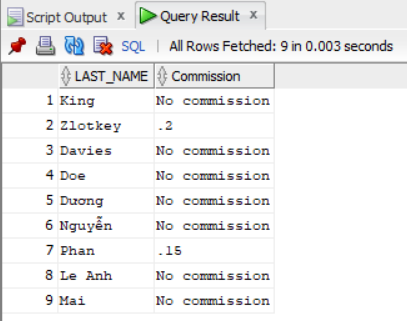 Script Output x Query Result x
SQL | All Rows Fetched: 9 in 0.003 seconds
LAST_NAME Commission
1 King No commission
2 Zlotkey .2
3 Davies No commission
4 Doe No commission
5 Dương No commission
6 Nguyễn No commission
7 Phan .15
8 Le Anh No commission
9 Mai No commission